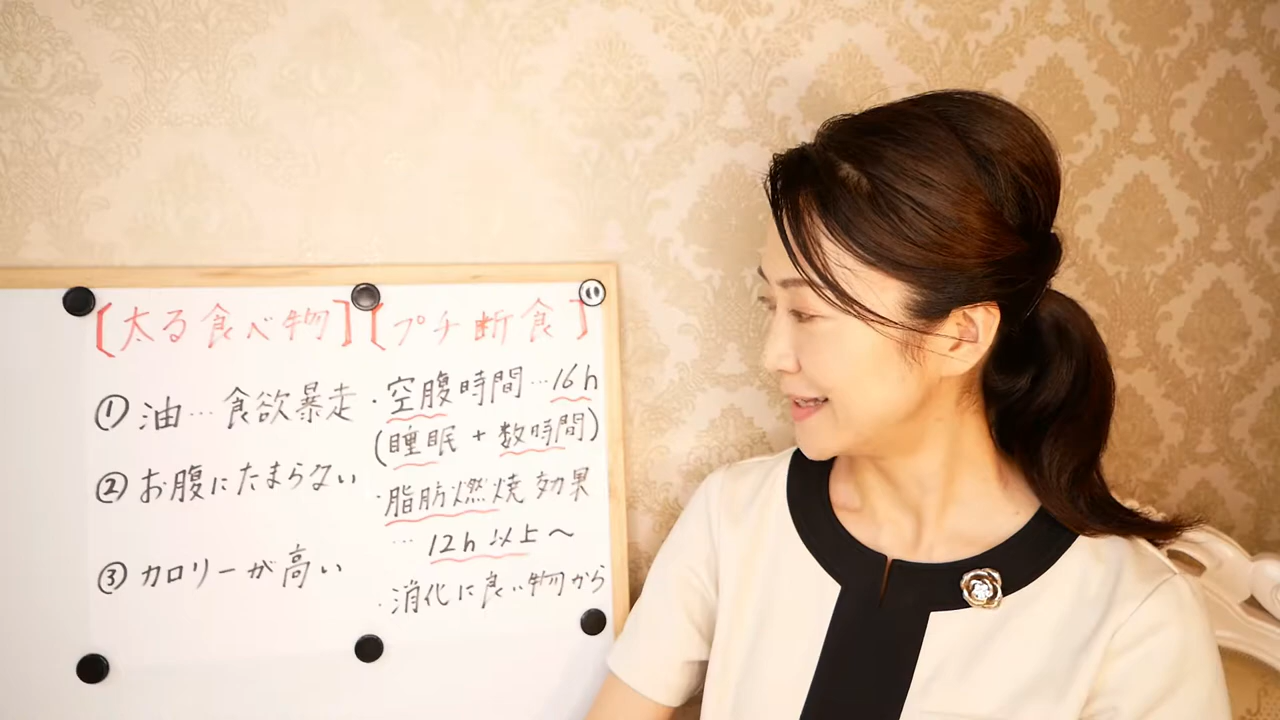 [太る食べ物]
① 油…食欲暴走
② お腹にたまらない
③ カロリーが高い
[プチ断食]
・空腹時間…16h
(睡眠+数時間)
・脂肪燃焼効果
…12h以上～
・消化に良い物から